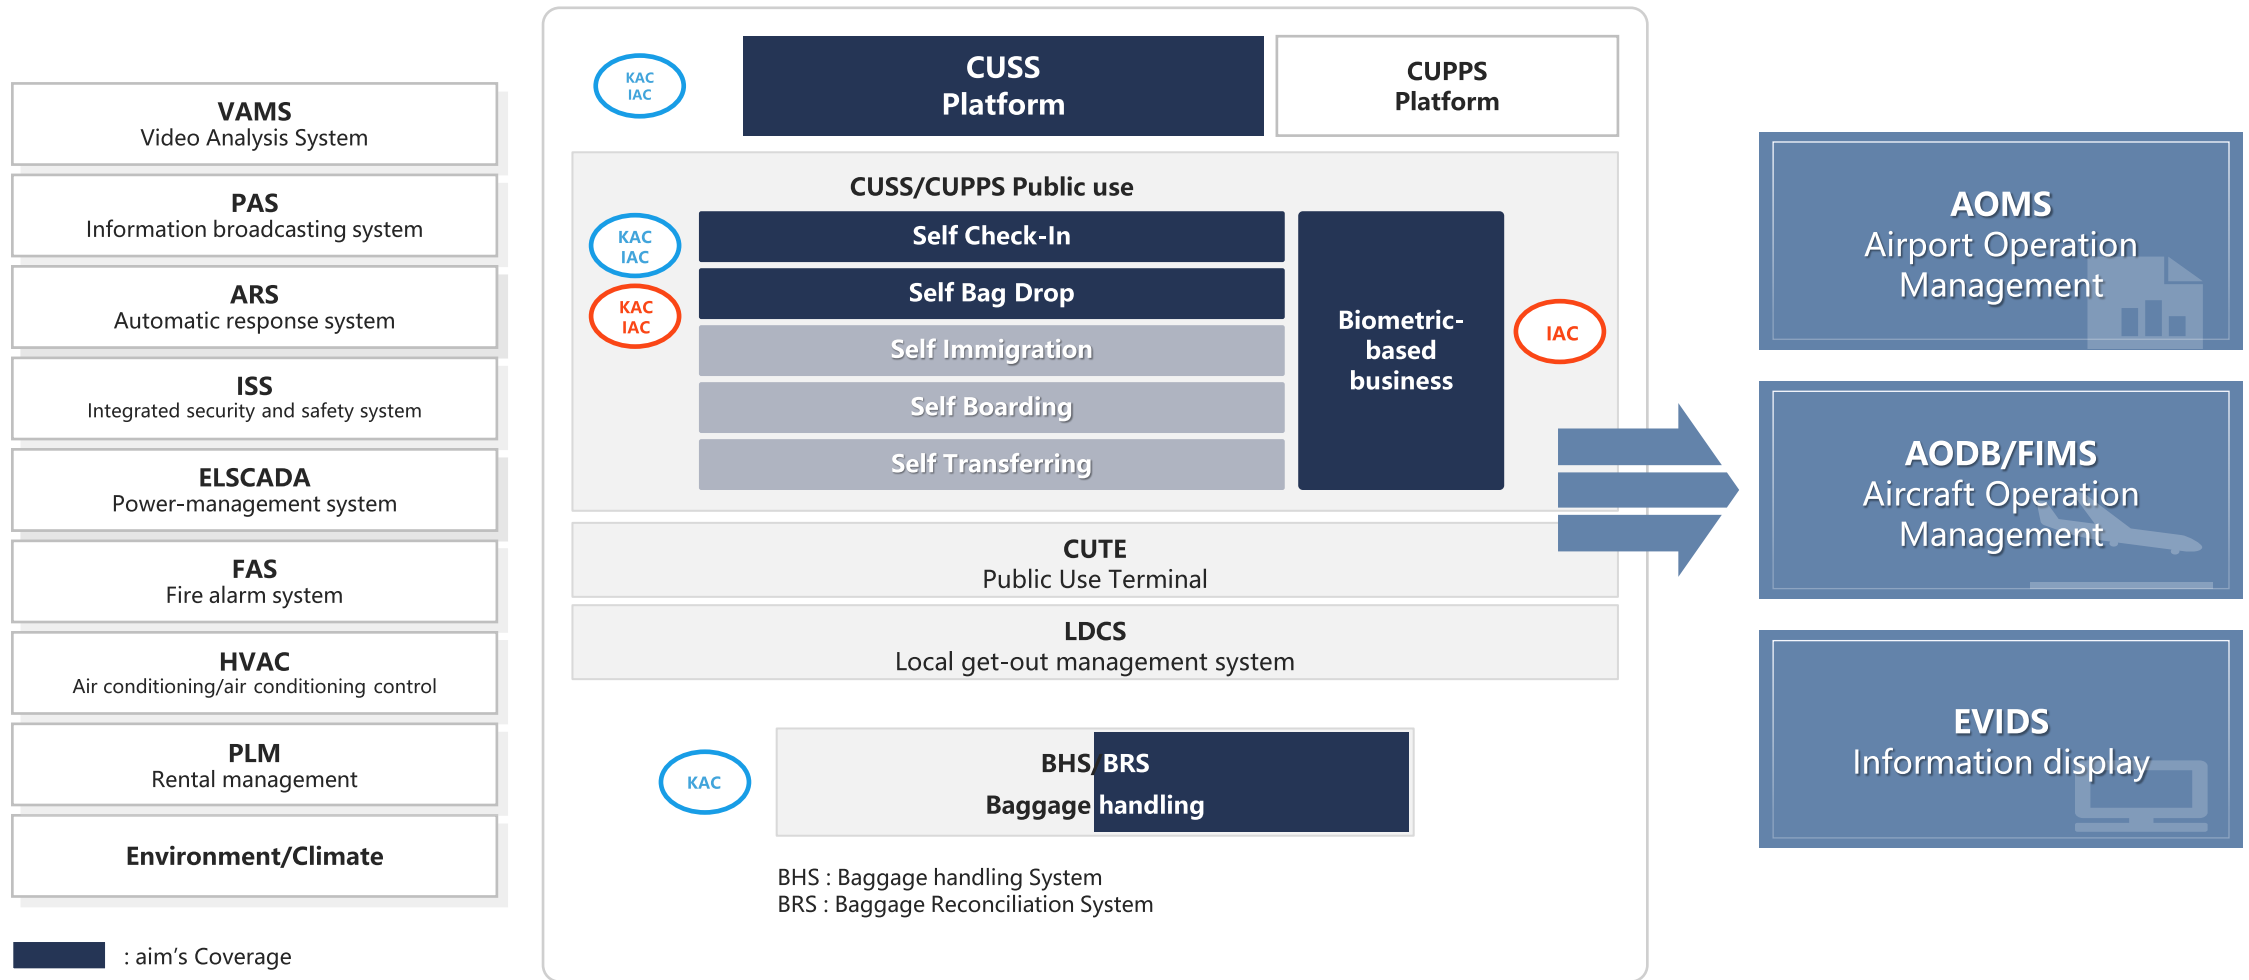 VAMS
Video Analysis System
PAS
Information broadcasting system
ARS
Automatic response system
ISS
Integrated security and safety system
ELSCADA
Power-management system
FAS
Fire alarm system
HVAC
Air conditioning/air conditioning control
PLM
Rental management
Environment/Climate
: aim's Coverage
KAC
IAC
CUSS
Platform
CUPPS
Platform
CUSS/CUPPS Public use
KAC
IAC
KAC
IAC
Self Check-In
Self Bag Drop
Self Immigration
Self Boarding
Self Transferring
Biometric-
based
business
IAC
CUTE
Public Use Terminal
LDCS
Local get-out management system
KAC
BHS/BRS
Baggage handling
BHS : Baggage handling System
BRS : Baggage Reconciliation System
AOMS
Airport Operation
Management
AODB/FIMS
Aircraft Operation
Management
EVIDS
Information display